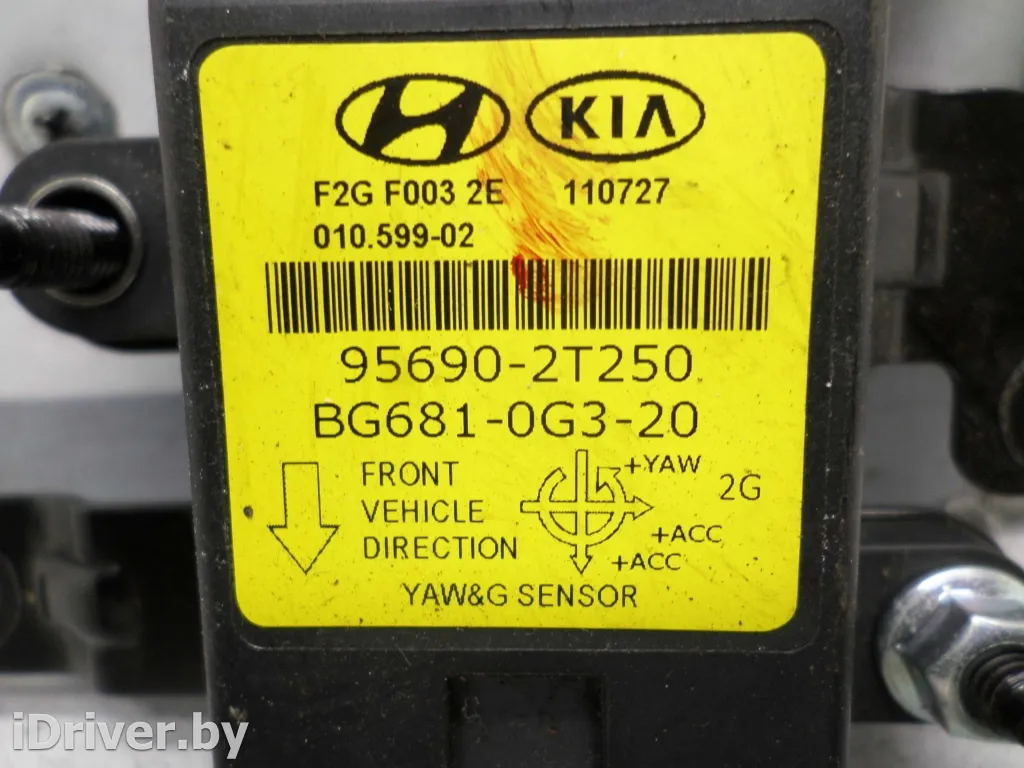 KIA
F2G F003 2E 110727
010.599-02
95690-2T250
BG681-0G3-20
FRONT
VEHICLE
DIRECTION
+YAW
2G
+ACC
+ACC
YAW&G SENSOR
iDriver.by